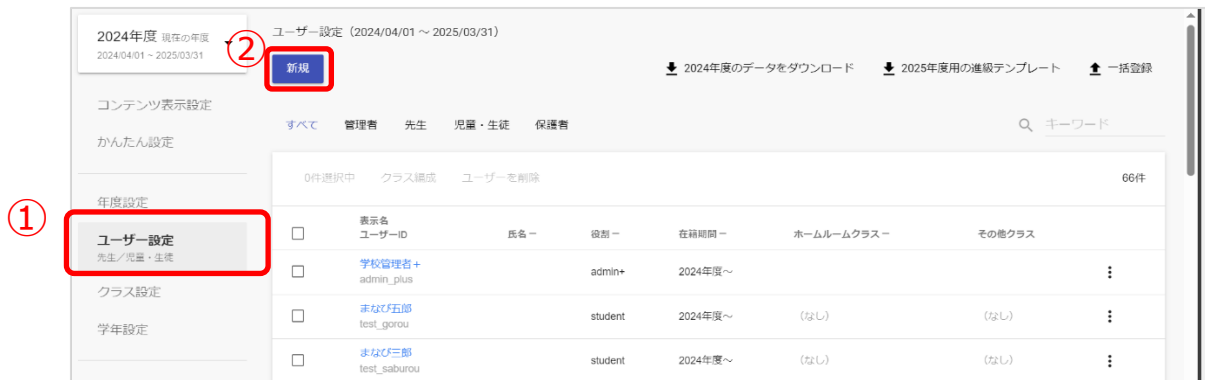 2024年度 現在の年度
2024/04/01 ~ 2025/03/31
コンテンツ表示設定
かんたん設定
年度設定
①
ユーザー設定
先生／児童・生徒
クラス設定
学年設定
ユーザー設定（2024/04/01 ～ 2025/03/31）
②
新規
2024年度のデータをダウンロード 2025年度用の進級テンプレート 一括登録
すべて 管理者 先生 児童・生徒 保護者 キーワード
0件選択中 クラス編成 ユーザーを削除 66件
表示名
ユーザーID 氏名 役割 在籍期間 ホームルームクラス その他クラス
学校管理者+
admin_plus admin+ 2024年度～
まなび五郎
test_gorou student 2024年度～ （なし） （なし）
まなび三郎
test_saburou student 2024年度～ （なし） （なし）